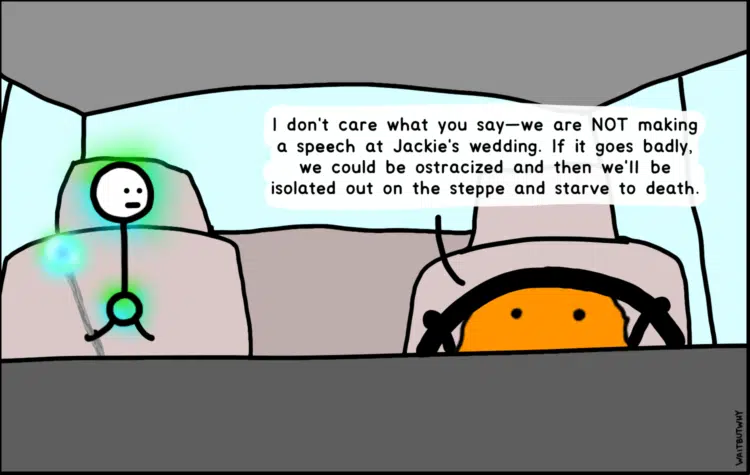 I don't care what you say—we are NOT making
a speech at Jackie's wedding. If it goes badly,
we could be ostracized and then we'll be
isolated out on the steppe and starve to death.
WAITBUTWHY